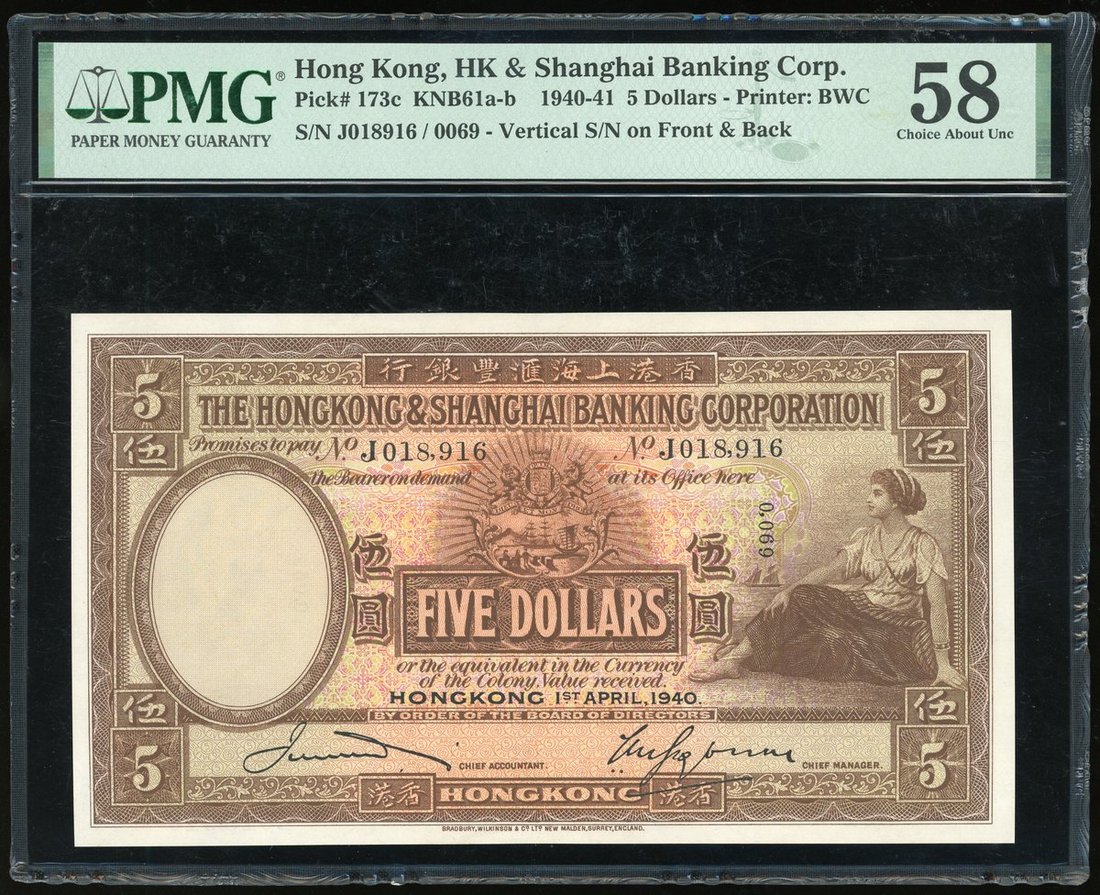 PMG®
PAPER MONEY GUARANTY
Hong Kong, HK & Shanghai Banking Corp.
Pick# 173c KNB61a-b 1940-41 5 Dollars - Printer: BWC
S/N J018916 / 0069 - Vertical S/N on Front & Back
58
Choice About Unc
5
行銀豐滙海上港香
5
THE HONGKONG & SHANGHAI BANKING CORPORATION
伍
Promises to pay
No J018,916
No J018,916
伍
the Bearer on demand
at its Office here
0,069
伍圓
伍圓
FIVE DOLLARS
or the equivalent in the Currency
of the Colony, Value received.
HONGKONG 1ST APRIL, 1940.
伍
BY ORDER OF THE BOARD OF DIRECTORS
伍
5
CHIEF ACCOUNTANT.
CHIEF MANAGER.
5
港香
HONGKONG
港香
BRADBURY, WILKINSON & Co LTD NEW MALDEN, SURREY, ENGLAND.